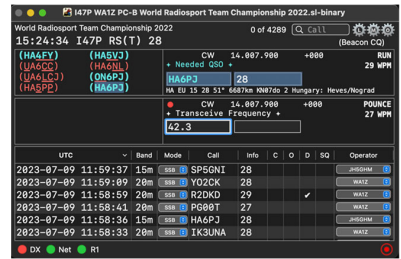 I47P WA1Z PC-B World Radiosport Team Championship 2022.sl-binary
World Radiosport Team Championship 2022 0 of 4289 Call
15:24:34 I47P RS(T) 28 (Beacon CQ)
(HA4FY) (HA5VJ) CW 14.007.900 +000 RUN
(UA6CC) (HA6NL) + Needed QSO + 29 WPM
(UA6LCJ) (ON6PJ) HA6PJ 28
(HA5PP) (HA6PJ) HA EU 15 28 51° 6687km KN07do 2 Hungary: Heves/Nograd
CW 14.007.900 +000 POUNCE
+ Transceive Frequency + 27 WPM
42.3
UTC Band Mode Call Info C O D SQ Operator
2023-07-09 11:59:37 15m SSB SP5GNI 28 JH5GHM
2023-07-09 11:59:04 20m SSB YO2CK 28 WA1Z
2023-07-09 11:58:59 20m SSB R2DKD 29 ✔ WA1Z
2023-07-09 11:58:41 20m SSB PG00T 27 WA1Z
2023-07-09 11:58:36 15m SSB HA6PJ 28 JH5GHM
2023-07-09 11:58:33 20m SSB IK3UNA 28 WA1Z
DX Net R1